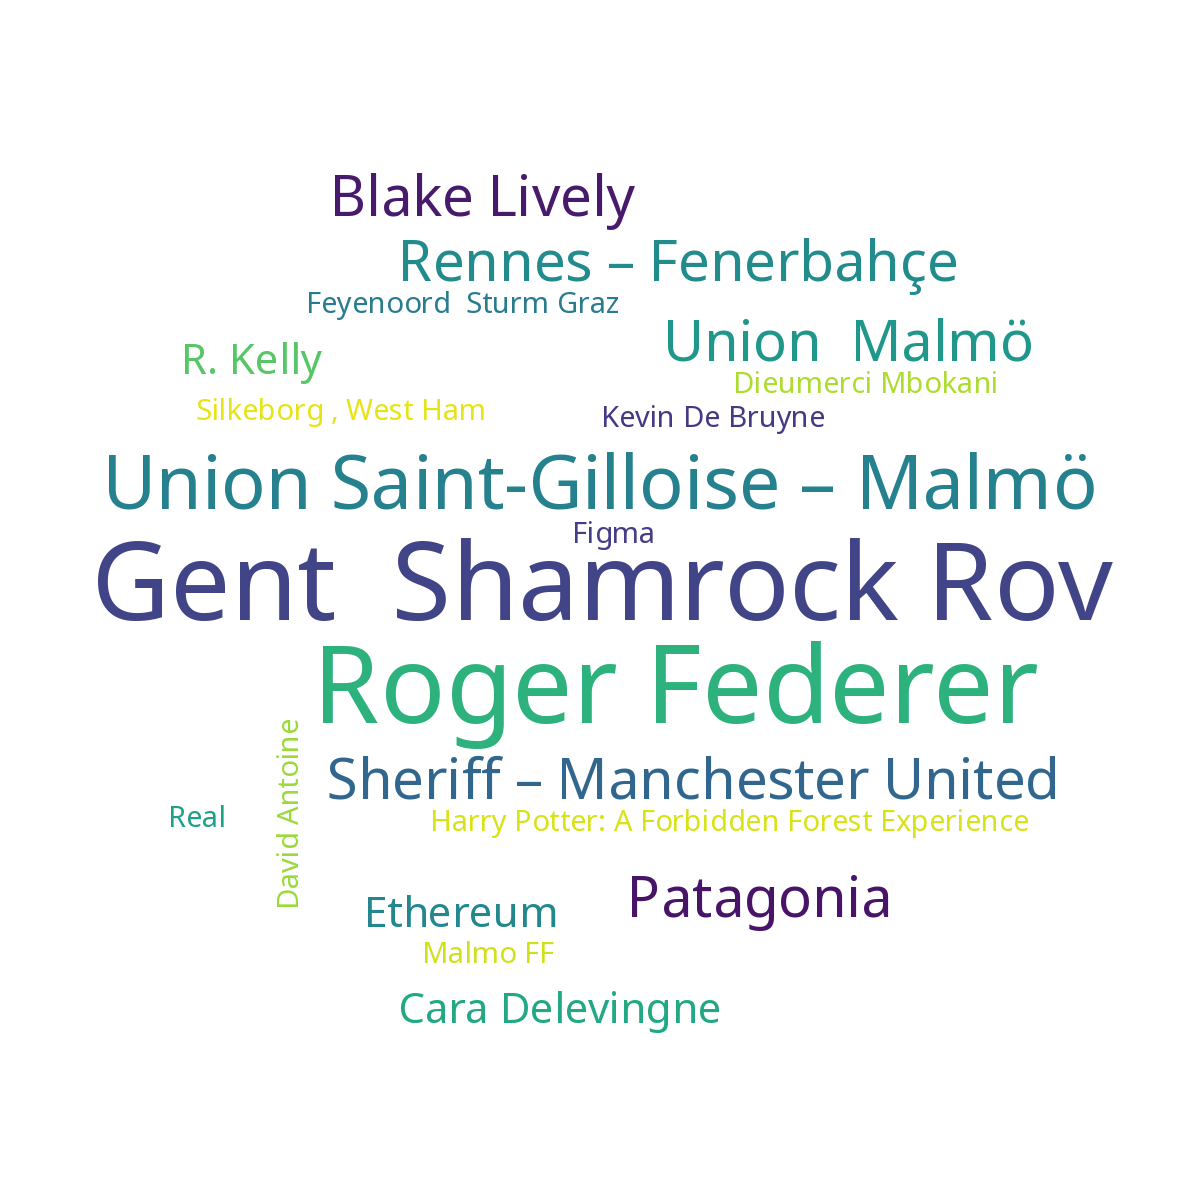 Blake Lively
Rennes – Fenerbahçe
Feyenoord  Sturm Graz
Union  Malmö
R. Kelly
Dieumerci Mbokani
Silkeborg , West Ham
Kevin De Bruyne
Union Saint-Gilloise – Malmö
Figma
Gent  Shamrock Rov
Roger Federer
David Antoine
Sheriff – Manchester United
Real
Harry Potter: A Forbidden Forest Experience
Patagonia
Ethereum
Malmo FF
Cara Delevingne